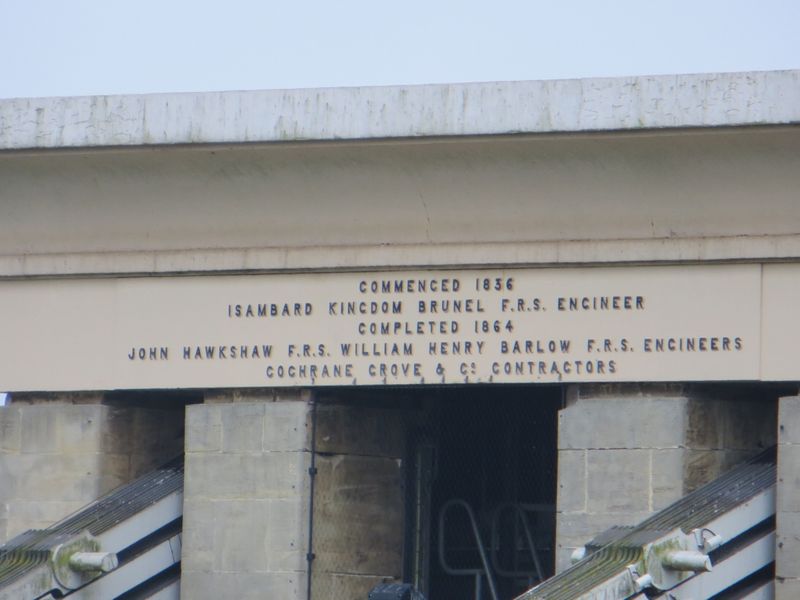 COMMENCED 1836
ISAMBARD KINGDOM BRUNEL F.R.S. ENGINEER
COMPLETED 1864
JOHN HAWKSHAW F.R.S. WILLIAM HENRY BARLOW F.R.S. ENGINEERS
COCHRANE GROVE & Cº CONTRACTORS